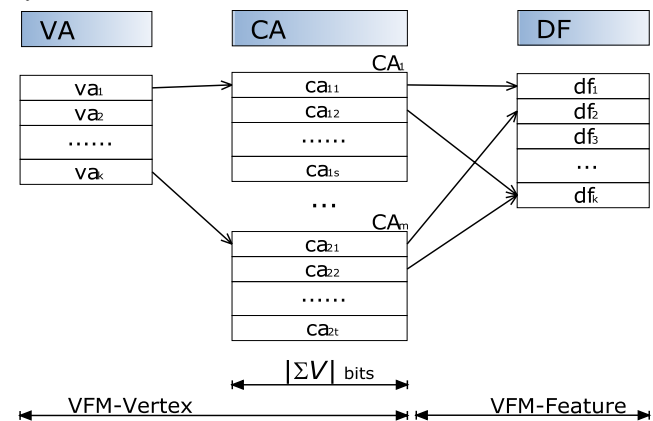 VA CA DF
CA₁
va₁ ca₁₁ df₁
va₂ ca₁₂ df₂
...... ...... df₃
vaₖ ca₁ₛ ...
... dfₖ
CAₘ
ca₂₁
ca₂₂
......
ca₂ₜ
|ΣV| bits
VFM-Vertex VFM-Feature